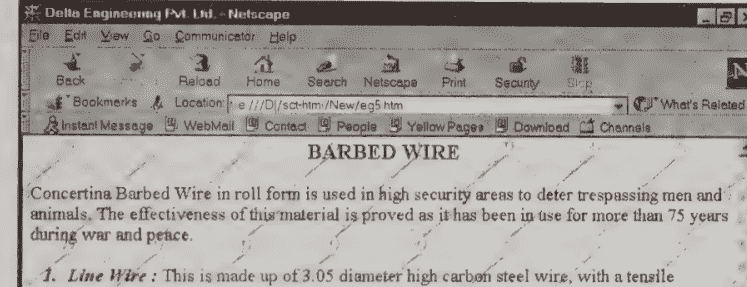 Delta Engineering Pvt. Ltd. - Netscape
File Edit View Go Communicator Help
Back Reload Home Search Netscape Print Security Stop
Bookmarks Location: e ///D|/sct-htm/New/eg5 htm What's Related
Instant Message WebMail Contact People Yellow Pages Download Channels
BARBED WIRE
Concertina Barbed Wire in roll form is used in high security areas to deter trespassing men and
animals. The effectiveness of this material is proved as it has been in use for more than 75 years
during war and peace.
1. Line Wire : This is made up of 3.05 diameter high carbon steel wire, with a tensile